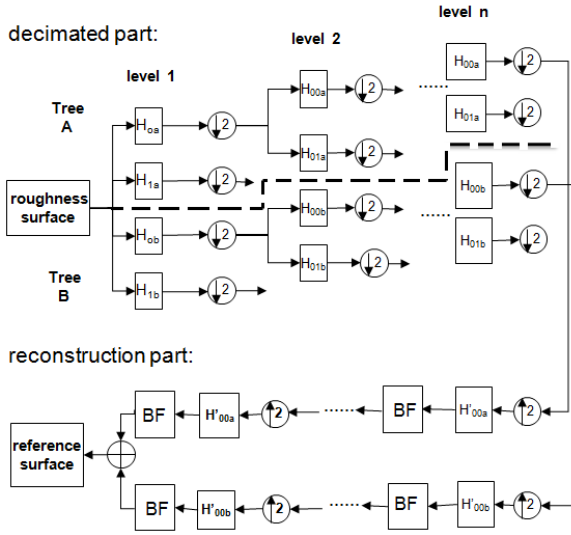 decimated part:
level 1
level 2
level n
Tree
A
Hoa
↓2
H00a
↓2
......
H00a
↓2
H01a
↓2
H01a
↓2
H1a
↓2
roughness
surface
Hob
↓2
H00b
↓2
......
H00b
↓2
H01b
↓2
H01b
↓2
Tree
B
H1b
↓2
reconstruction part:
reference
surface
BF
H'00a
↑2
......
BF
H'00a
↑2
BF
H'00b
↑2
......
BF
H'00b
↑2